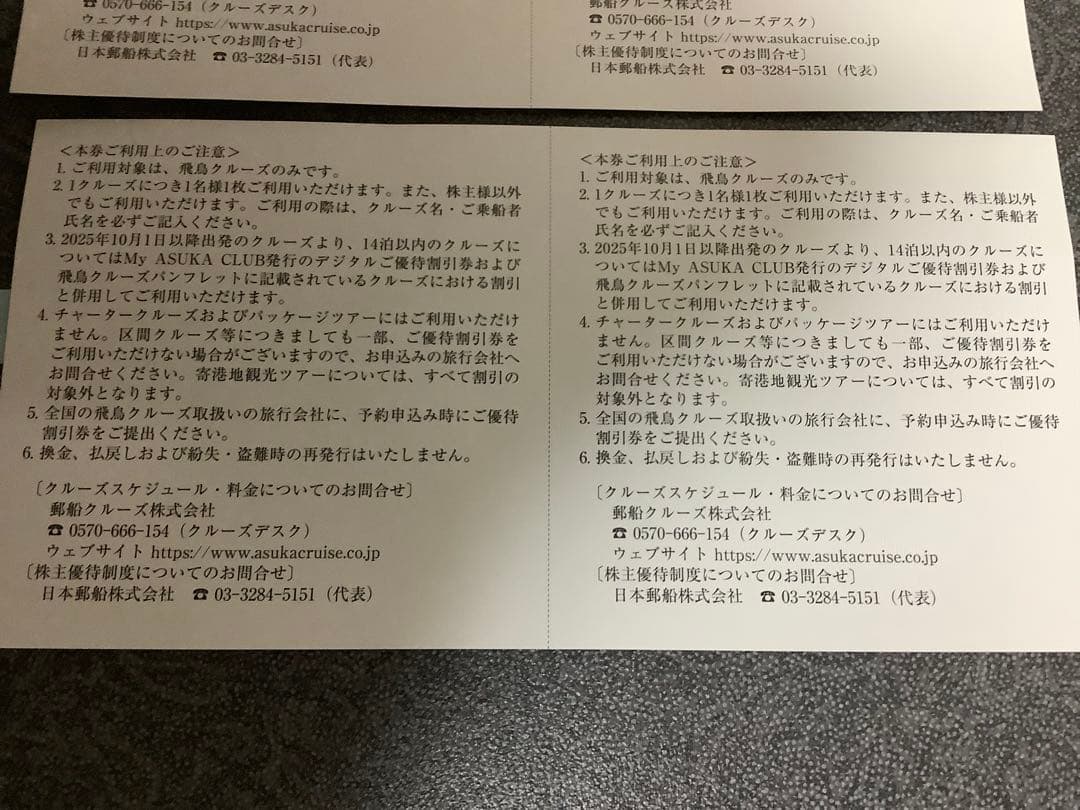 ☎ 0570-666-154（クルーズデスク）
ウェブサイト https://www.asukacruise.co.jp
〔株主優待制度についてのお問合せ〕
日本郵船株式会社　☎ 03-3284-5151（代表）
郵船クルーズ株式会社
☎ 0570-666-154（クルーズデスク）
ウェブサイト https://www.asukacruise.co.jp
〔株主優待制度についてのお問合せ〕
日本郵船株式会社　☎ 03-3284-5151（代表）
＜本券ご利用上のご注意＞
1. ご利用対象は、飛鳥クルーズのみです。
2. 1クルーズにつき1名様1枚ご利用いただけます。また、株主様以外
でもご利用いただけます。ご利用の際は、クルーズ名・ご乗船者
氏名を必ずご記入ください。
3. 2025年10月1日以降出発のクルーズより、14泊以内のクルーズに
ついてはMy ASUKA CLUB発行のデジタルご優待割引券および
飛鳥クルーズパンフレットに記載されているクルーズにおける割引
と併用してご利用いただけます。
4. チャータークルーズおよびパッケージツアーにはご利用いただけ
ません。区間クルーズ等につきましても一部、ご優待割引券を
ご利用いただけない場合がございますので、お申込みの旅行会社へ
お問合せください。寄港地観光ツアーについては、すべて割引の
対象外となります。
5. 全国の飛鳥クルーズ取扱いの旅行会社に、予約申込み時にご優待
割引券をご提出ください。
6. 換金、払戻しおよび紛失・盗難時の再発行はいたしません。
〔クルーズスケジュール・料金についてのお問合せ〕
郵船クルーズ株式会社
☎ 0570-666-154（クルーズデスク）
ウェブサイト https://www.asukacruise.co.jp
〔株主優待制度についてのお問合せ〕
日本郵船株式会社　☎ 03-3284-5151（代表）
＜本券ご利用上のご注意＞
1. ご利用対象は、飛鳥クルーズのみです。
2. 1クルーズにつき1名様1枚ご利用いただけます。また、株主様以外
でもご利用いただけます。ご利用の際は、クルーズ名・ご乗船者
氏名を必ずご記入ください。
3. 2025年10月1日以降出発のクルーズより、14泊以内のクルーズに
ついてはMy ASUKA CLUB発行のデジタルご優待割引券および
飛鳥クルーズパンフレットに記載されているクルーズにおける割引
と併用してご利用いただけます。
4. チャータークルーズおよびパッケージツアーにはご利用いただけ
ません。区間クルーズ等につきましても一部、ご優待割引券を
ご利用いただけない場合がございますので、お申込みの旅行会社へ
お問合せください。寄港地観光ツアーについては、すべて割引の
対象外となります。
5. 全国の飛鳥クルーズ取扱いの旅行会社に、予約申込み時にご優待
割引券をご提出ください。
6. 換金、払戻しおよび紛失・盗難時の再発行はいたしません。
〔クルーズスケジュール・料金についてのお問合せ〕
郵船クルーズ株式会社
☎ 0570-666-154（クルーズデスク）
ウェブサイト https://www.asukacruise.co.jp
〔株主優待制度についてのお問合せ〕
日本郵船株式会社　☎ 03-3284-5151（代表）